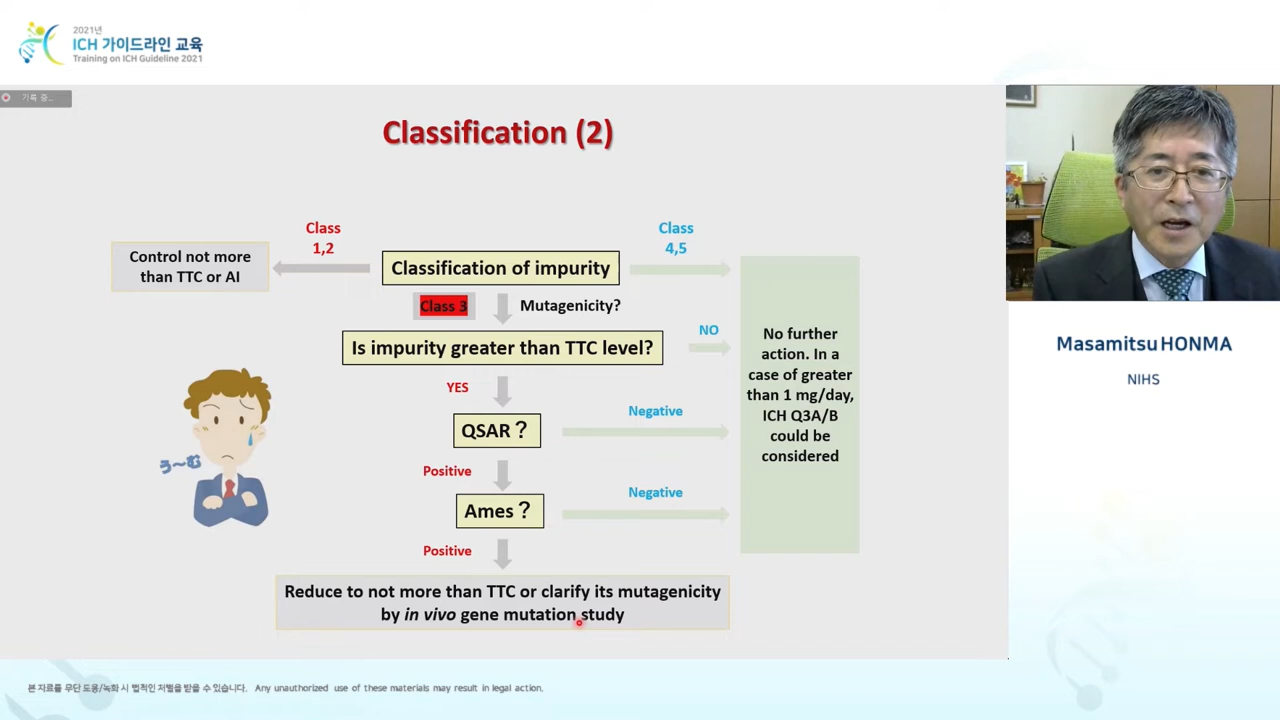 2021년
ICH 가이드라인 교육
Training on ICH Guideline 2021
기록 중...
Classification (2)
Class
1,2
Class
4,5
Control not more
than TTC or AI
Classification of impurity
Class 3
Mutagenicity?
Is impurity greater than TTC level?
NO
YES
QSAR？
Negative
Positive
Ames？
Negative
Positive
No further
action. In a
case of greater
than 1 mg/day,
ICH Q3A/B
could be
considered
う～む
Reduce to not more than TTC or clarify its mutagenicity
by in vivo gene mutation study
Masamitsu HONMA
NIHS
본 자료를 무단 도용/녹화 시 법적인 처벌을 받을 수 있습니다. Any unauthorized use of these materials may result in legal action.